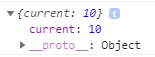 ▼{current: 10} i
current: 10
▶__proto__: Object